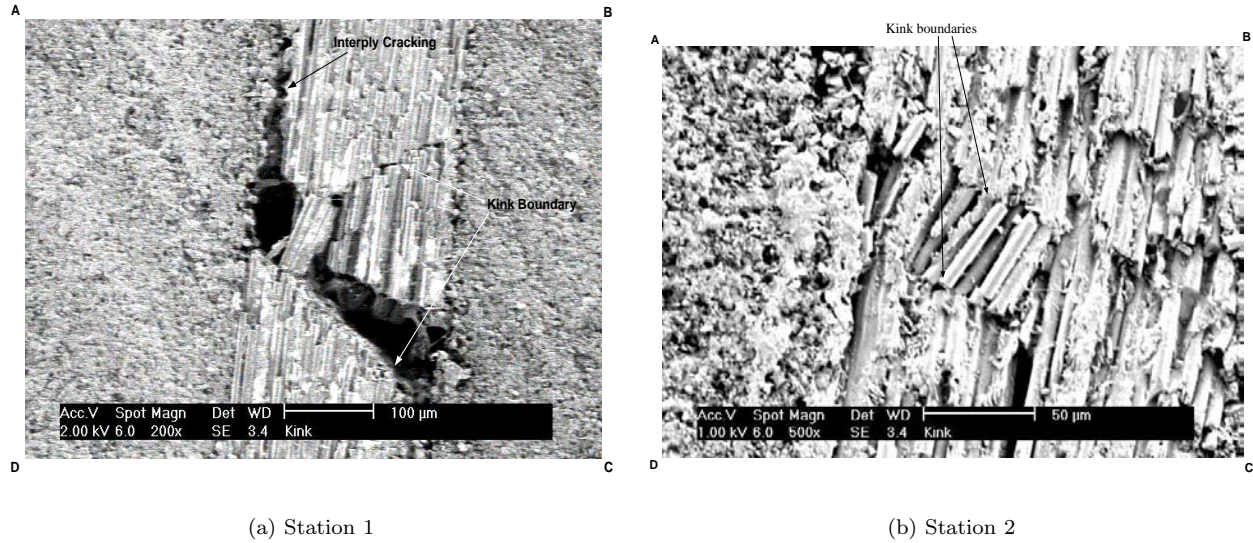 A
B
Interply Cracking
Kink Boundary
Acc.V Spot Magn Det WD 100 µm
2.00 kV 6.0 200x SE 3.4 Kink
D
C
(a) Station 1
Kink boundaries
A
B
Acc.V Spot Magn Det WD 50 µm
1.00 kV 6.0 500x SE 3.4 Kink
D
C
(b) Station 2